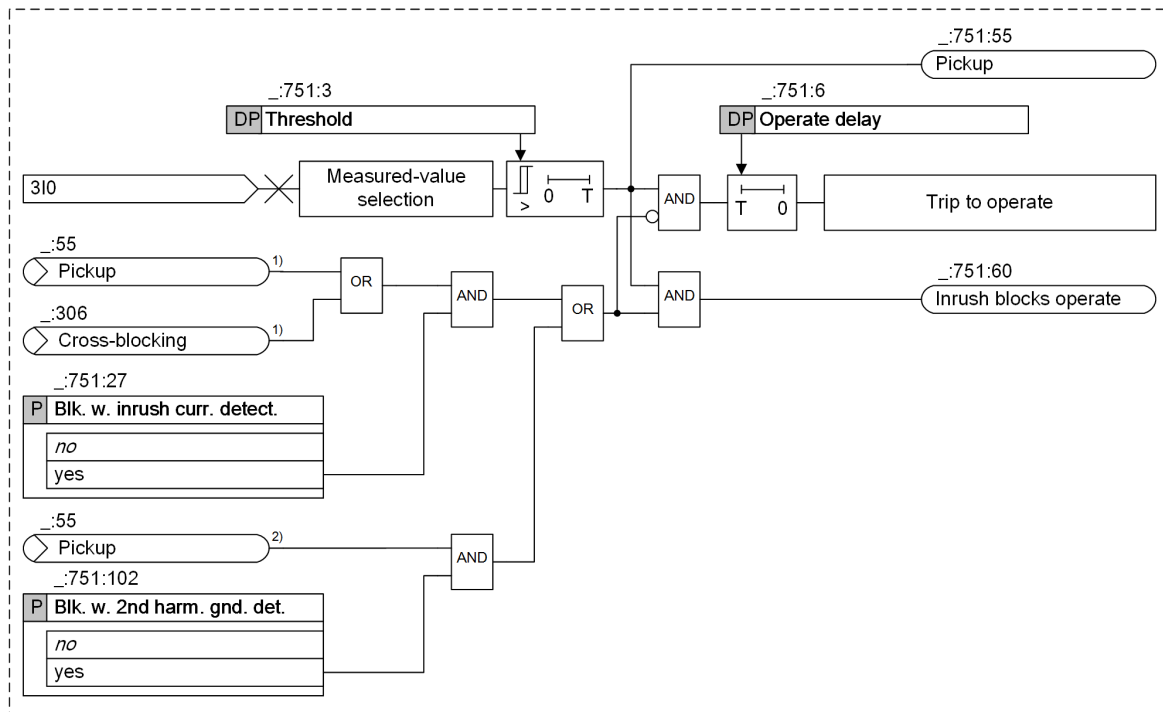 _:751:55
Pickup
_:751:3
DP Threshold
_:751:6
DP Operate delay
3I0
Measured-value
selection
> 0 T
AND
T 0
Trip to operate
_:55
Pickup 1)
OR
AND
_:751:60
Inrush blocks operate
AND
OR
_:306
Cross-blocking 1)
_:751:27
P Blk. w. inrush curr. detect.
no
yes
_:55
Pickup 2)
AND
_:751:102
P Blk. w. 2nd harm. gnd. det.
no
yes